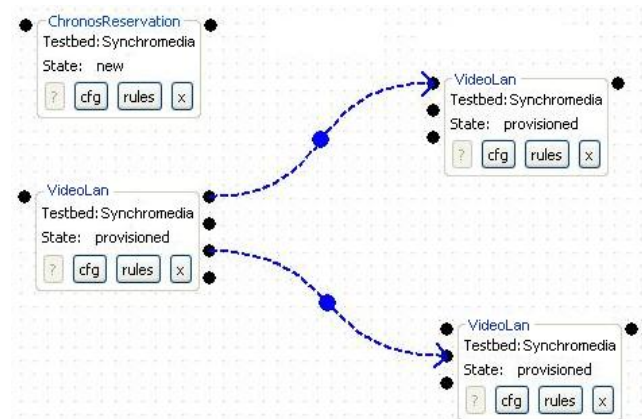 ChronosReservation
Testbed: Synchromedia
State: new
? cfg rules x
VideoLan
Testbed: Synchromedia
State: provisioned
? cfg rules x
VideoLan
Testbed: Synchromedia
State: provisioned
? cfg rules x
VideoLan
Testbed: Synchromedia
State: provisioned
? cfg rules x